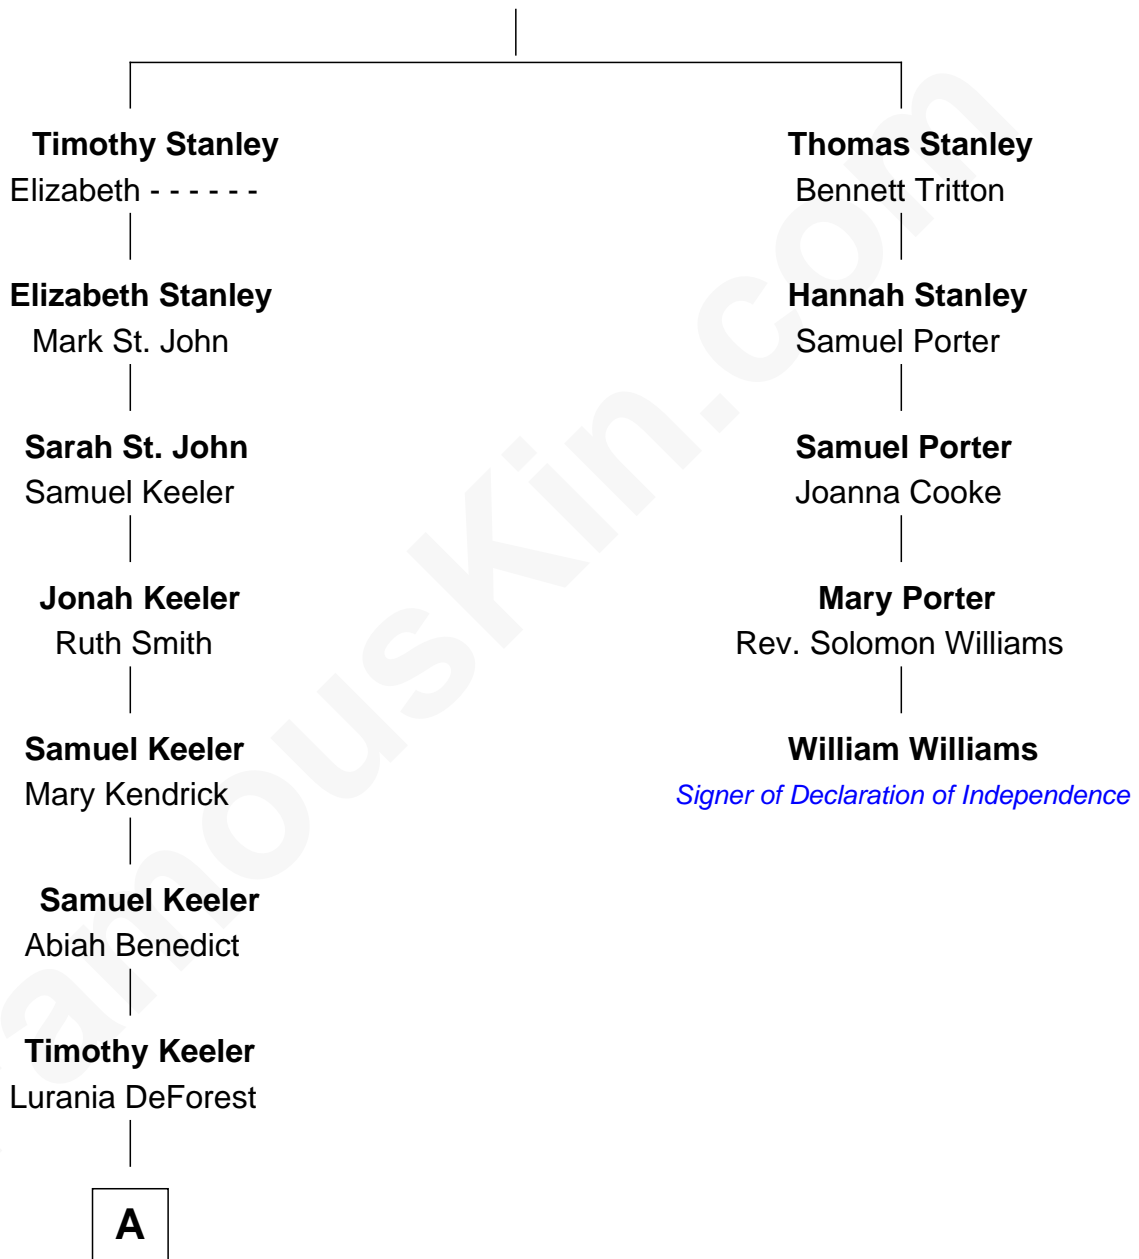 Timothy Stanley
Elizabeth - - - - - -
Thomas Stanley
Bennett Tritton
Elizabeth Stanley
Mark St. John
Hannah Stanley
Samuel Porter
Sarah St. John
Samuel Keeler
Samuel Porter
Joanna Cooke
Jonah Keeler
Ruth Smith
Mary Porter
Rev. Solomon Williams
Samuel Keeler
Mary Kendrick
William Williams
Signer of Declaration of Independence
Samuel Keeler
Abiah Benedict
Timothy Keeler
Lurania DeForest
A
amousKin.com